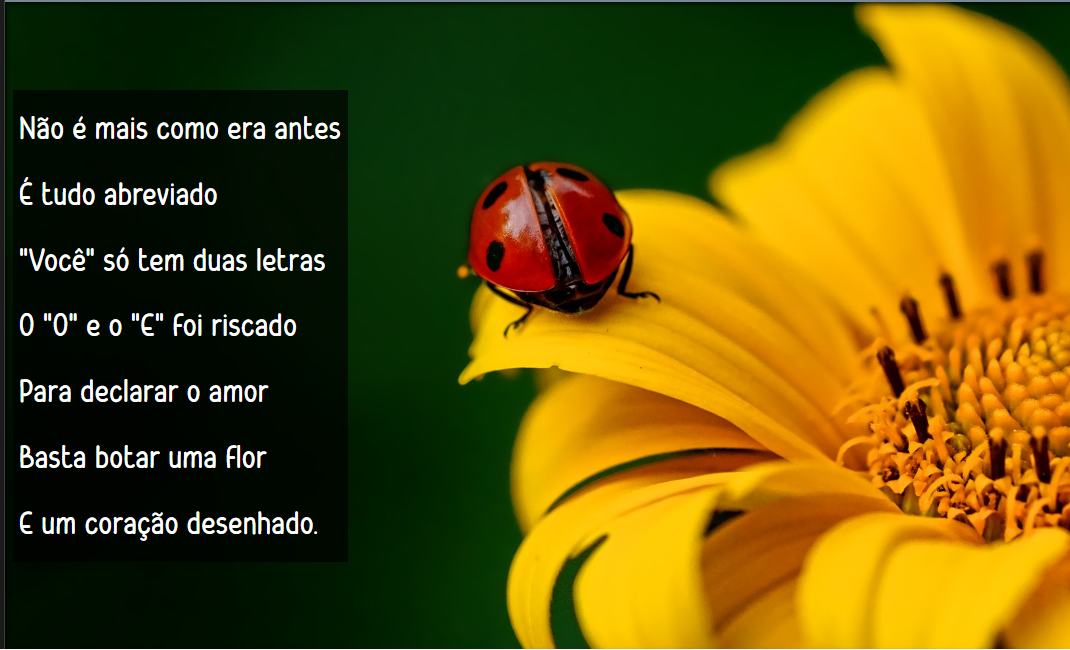 Não é mais como era antes
É tudo abreviado
"Você" só tem duas letras
O "O" e o "E" foi riscado
Para declarar o amor
Basta botar uma flor
E um coração desenhado.